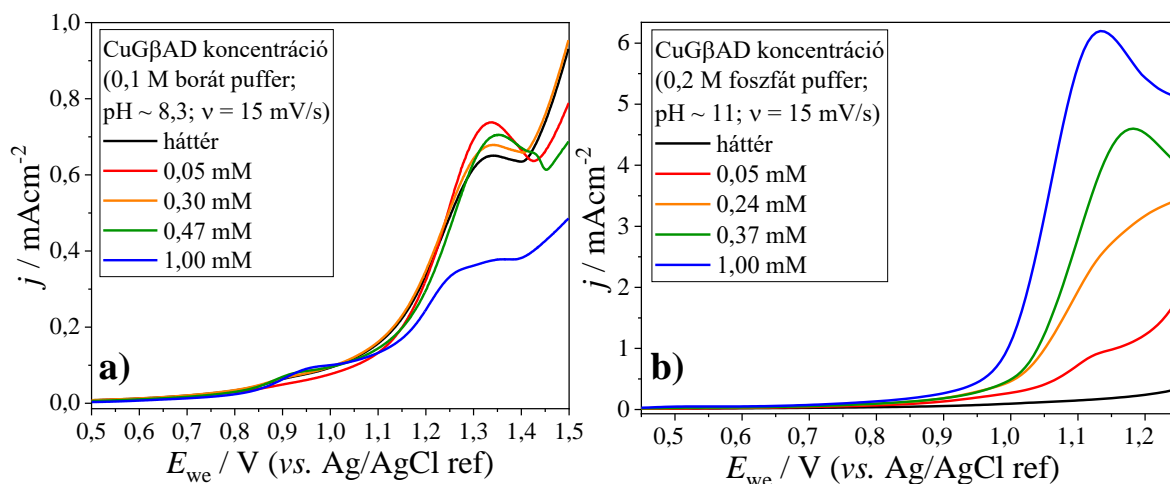 1,0
0,8
0,6
0,4
0,2
0,0
j / mAcm⁻²
CuGβAD koncentráció
(0,1 M borát puffer;
pH ~ 8,3; ν = 15 mV/s)
háttér
0,05 mM
0,30 mM
0,47 mM
1,00 mM
a)
0,5 0,6 0,7 0,8 0,9 1,0 1,1 1,2 1,3 1,4 1,5
E_we / V (vs. Ag/AgCl ref)
6
5
4
3
2
1
0
j / mAcm⁻²
CuGβAD koncentráció
(0,2 M foszfát puffer;
pH ~ 11; ν = 15 mV/s)
háttér
0,05 mM
0,24 mM
0,37 mM
1,00 mM
b)
0,5 0,6 0,7 0,8 0,9 1,0 1,1 1,2
E_we / V (vs. Ag/AgCl ref)